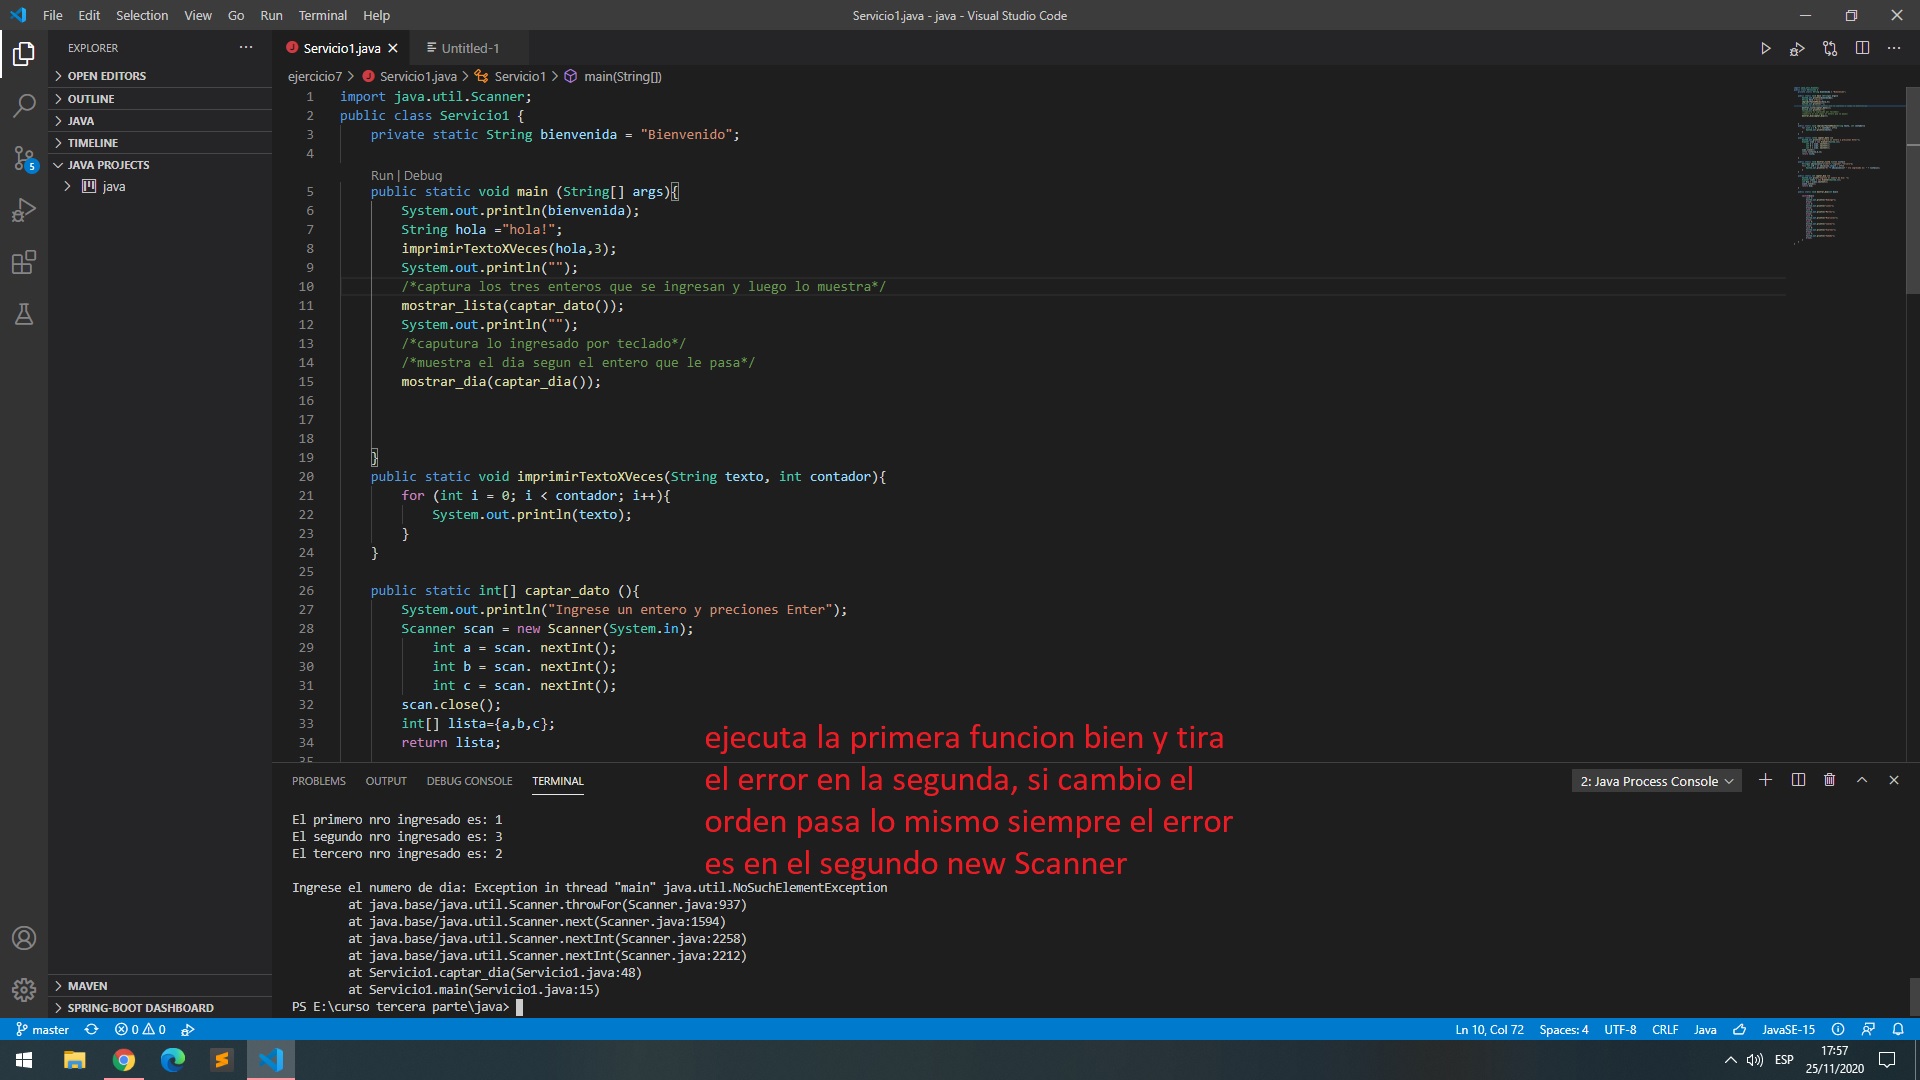 File Edit Selection View Go Run Terminal Help
Servicio1.java - java - Visual Studio Code
EXPLORER
OPEN EDITORS
OUTLINE
JAVA
TIMELINE
JAVA PROJECTS
java
MAVEN
SPRING-BOOT DASHBOARD
5
J Servicio1.java
Untitled-1
ejercicio7 > Servicio1.java > Servicio1 > main(String[])
1 import java.util.Scanner;
2 public class Servicio1 {
3 private static String bienvenida = "Bienvenido";
4
Run | Debug
5 public static void main (String[] args){
6 System.out.println(bienvenida);
7 String hola ="hola!";
8 imprimirTextoXVeces(hola,3);
9 System.out.println("");
10 /*captura los tres enteros que se ingresan y luego lo muestra*/
11 mostrar_lista(captar_dato());
12 System.out.println("");
13 /*caputura lo ingresado por teclado*/
14 /*muestra el dia segun el entero que le pasa*/
15 mostrar_dia(captar_dia());
16
17
18
19 }
20 public static void imprimirTextoXVeces(String texto, int contador){
21 for (int i = 0; i < contador; i++){
22 System.out.println(texto);
23 }
24 }
25
26 public static int[] captar_dato (){
27 System.out.println("Ingrese un entero y preciones Enter");
28 Scanner scan = new Scanner(System.in);
29 int a = scan. nextInt();
30 int b = scan. nextInt();
31 int c = scan. nextInt();
32 scan.close();
33 int[] lista={a,b,c};
34 return lista;
35
ejecuta la primera funcion bien y tira
el error en la segunda, si cambio el
orden pasa lo mismo siempre el error
es en el segundo new Scanner
PROBLEMS OUTPUT DEBUG CONSOLE TERMINAL
2: Java Process Console
El primero nro ingresado es: 1
El segundo nro ingresado es: 3
El tercero nro ingresado es: 2
Ingrese el numero de dia: Exception in thread "main" java.util.NoSuchElementException
at java.base/java.util.Scanner.throwFor(Scanner.java:937)
at java.base/java.util.Scanner.next(Scanner.java:1594)
at java.base/java.util.Scanner.nextInt(Scanner.java:2258)
at java.base/java.util.Scanner.nextInt(Scanner.java:2212)
at Servicio1.captar_dia(Servicio1.java:48)
at Servicio1.main(Servicio1.java:15)
PS E:\curso tercera parte\java>
master 0 0
Ln 10, Col 72 Spaces: 4 UTF-8 CRLF Java JavaSE-15
ESP
17:57
25/11/2020